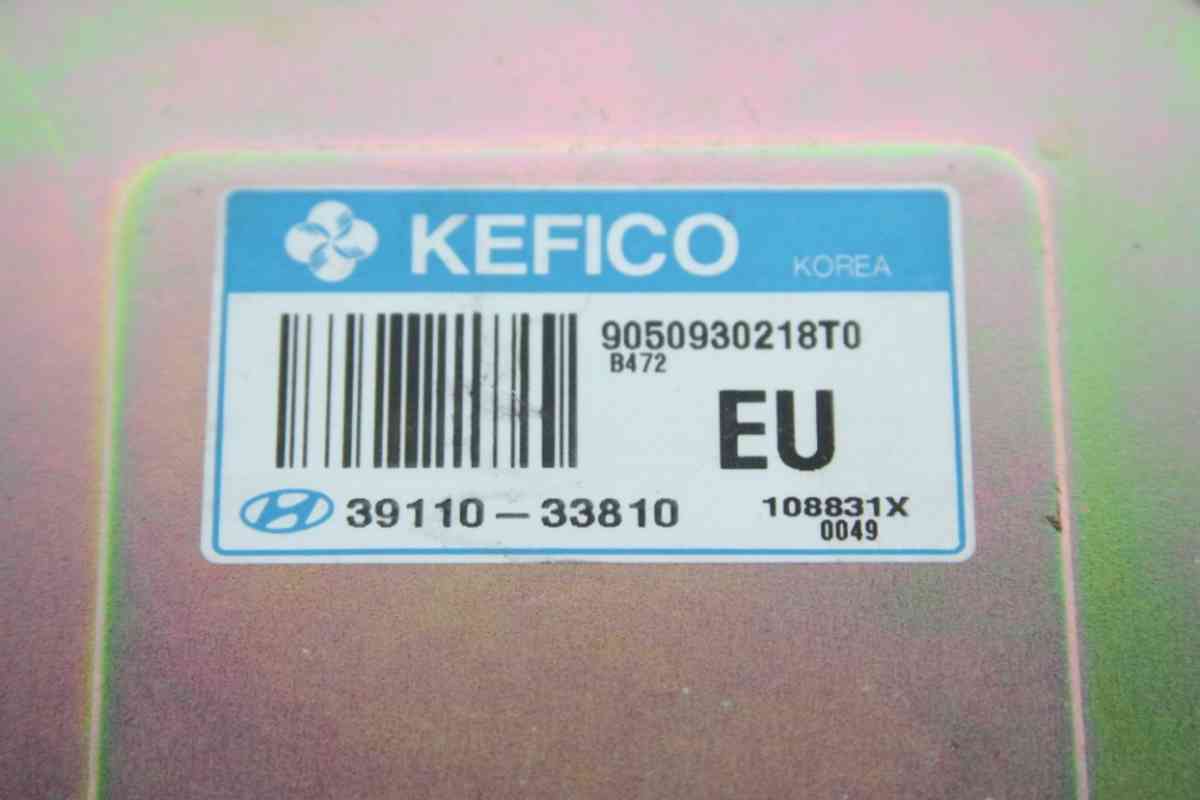 KEFICO KOREA
9050930218T0
B472
EU
39110-33810
108831X
0049